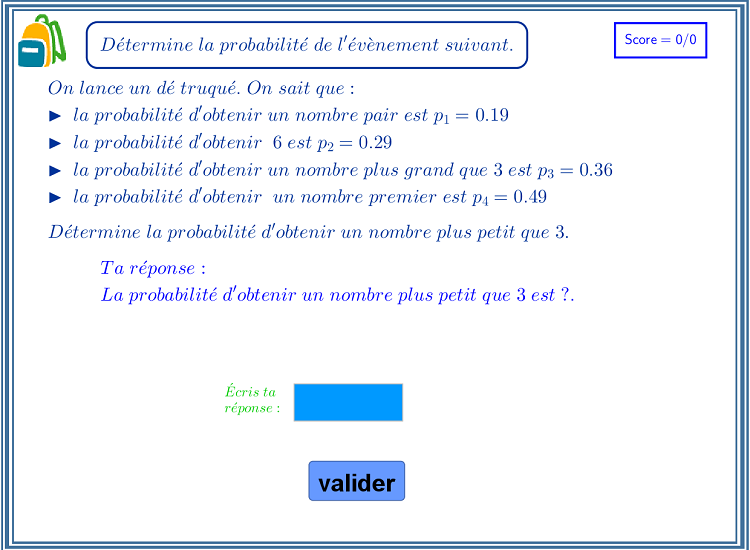 Détermine la probabilité de l'évènement suivant.
Score = 0/0
On lance un dé truqué. On sait que :
▶ la probabilité d'obtenir un nombre pair est p₁ = 0.19
▶ la probabilité d'obtenir 6 est p₂ = 0.29
▶ la probabilité d'obtenir un nombre plus grand que 3 est p₃ = 0.36
▶ la probabilité d'obtenir un nombre premier est p₄ = 0.49
Détermine la probabilité d'obtenir un nombre plus petit que 3.
Ta réponse :
La probabilité d'obtenir un nombre plus petit que 3 est ?.
Écris ta
réponse :
valider